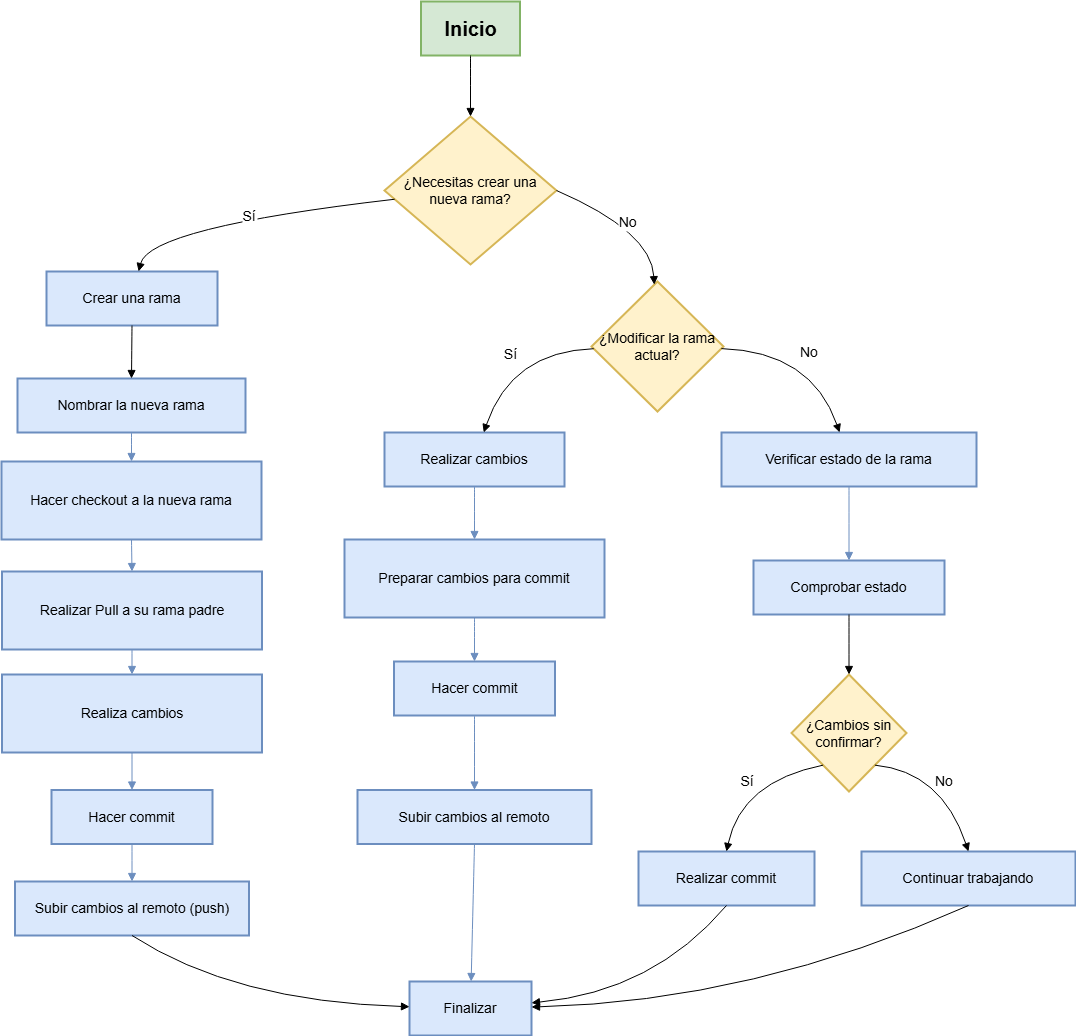 Inicio
¿Necesitas crear una
nueva rama?
Sí
No
Crear una rama
¿Modificar la rama
actual?
Sí
No
Nombrar la nueva rama
Realizar cambios
Verificar estado de la rama
Hacer checkout a la nueva rama
Preparar cambios para commit
Comprobar estado
Realizar Pull a su rama padre
Hacer commit
Realiza cambios
¿Cambios sin
confirmar?
Sí
No
Hacer commit
Subir cambios al remoto
Realizar commit
Continuar trabajando
Subir cambios al remoto (push)
Finalizar